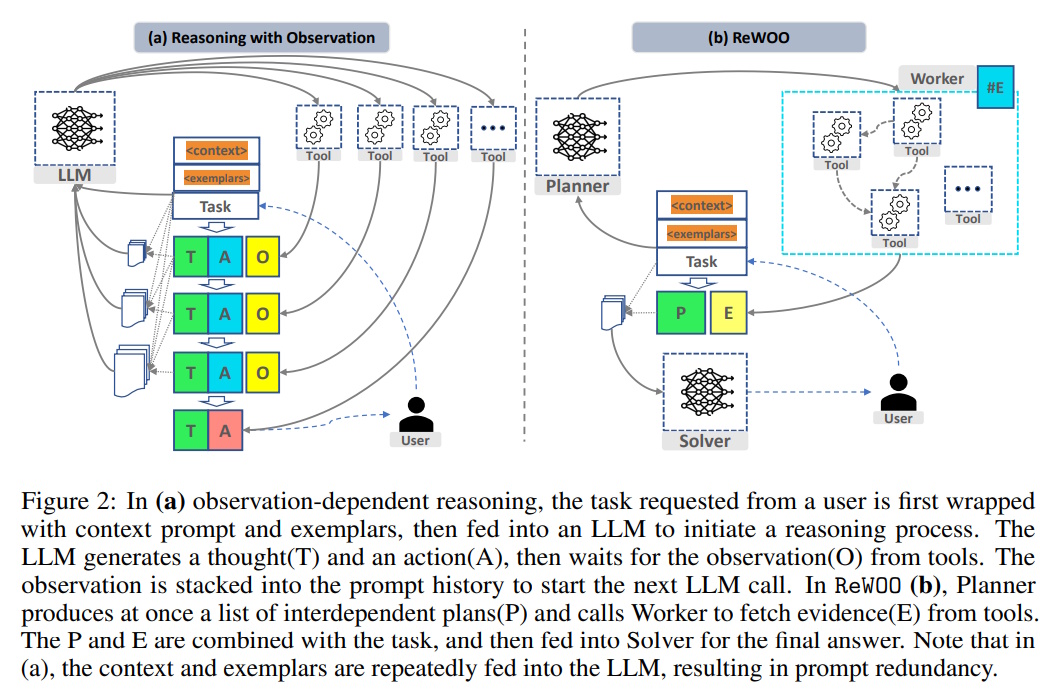 (a) Reasoning with Observation
LLM
Tool
Tool
Tool
Tool
<context>
<exemplars>
Task
T A O
T A O
T A O
T A
User
(b) ReWOO
Planner
Worker
#E
Tool
Tool
Tool
Tool
<context>
<exemplars>
Task
P E
Solver
User
Figure 2: In (a) observation-dependent reasoning, the task requested from a user is first wrapped
with context prompt and exemplars, then fed into an LLM to initiate a reasoning process. The
LLM generates a thought(T) and an action(A), then waits for the observation(O) from tools. The
observation is stacked into the prompt history to start the next LLM call. In ReWOO (b), Planner
produces at once a list of interdependent plans(P) and calls Worker to fetch evidence(E) from tools.
The P and E are combined with the task, and then fed into Solver for the final answer. Note that in
(a), the context and exemplars are repeatedly fed into the LLM, resulting in prompt redundancy.